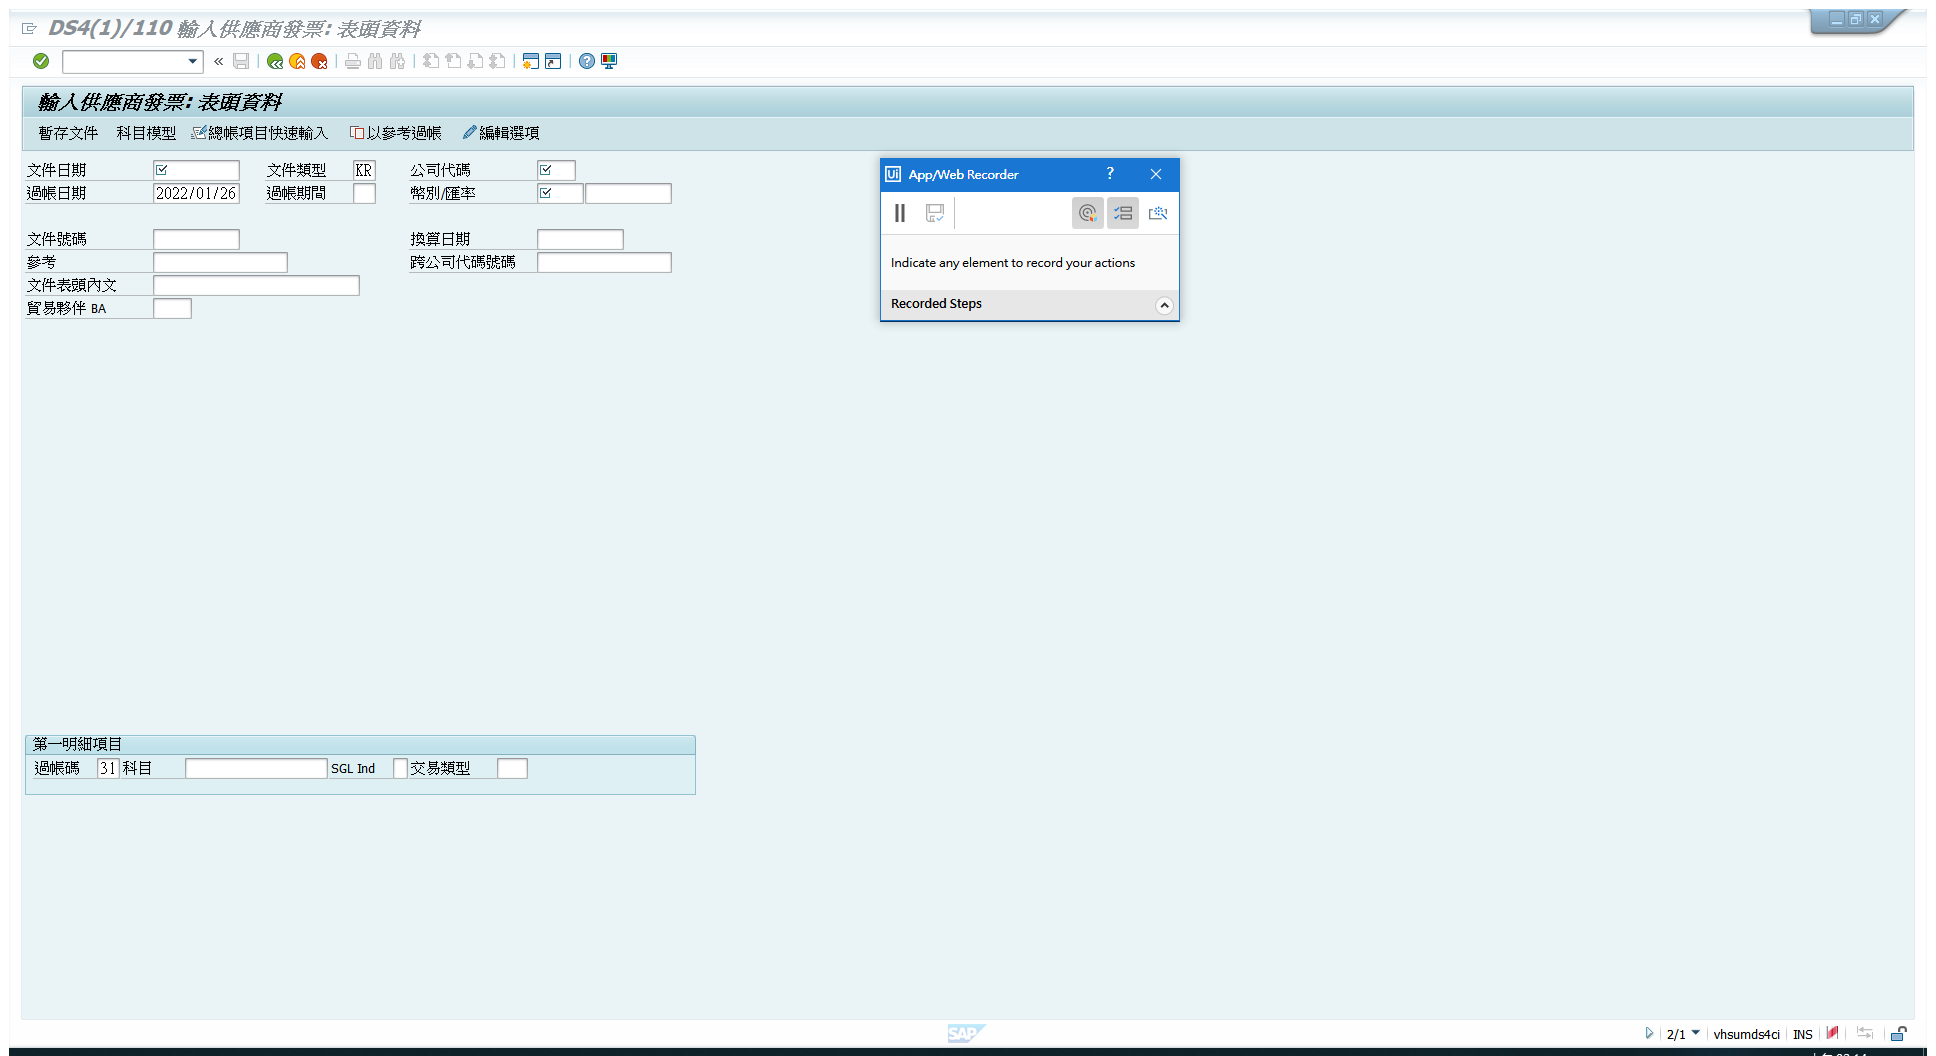 DS4(1)/110 輸入供應商發票: 表頭資料
輸入供應商發票: 表頭資料
暫存文件 科目模型 總帳項目快速輸入 以參考過帳 編輯選項
文件日期 文件類型 KR 公司代碼
過帳日期 2022/01/26 過帳期間 幣別/匯率
文件號碼 換算日期
參考 跨公司代碼號碼
文件表頭內文
貿易夥伴 BA
Ui App/Web Recorder ?
Indicate any element to record your actions
Recorded Steps
第一明細項目
過帳碼 31 科目 SGL Ind 交易類型
SAP
2/1 vhsumds4ci INS